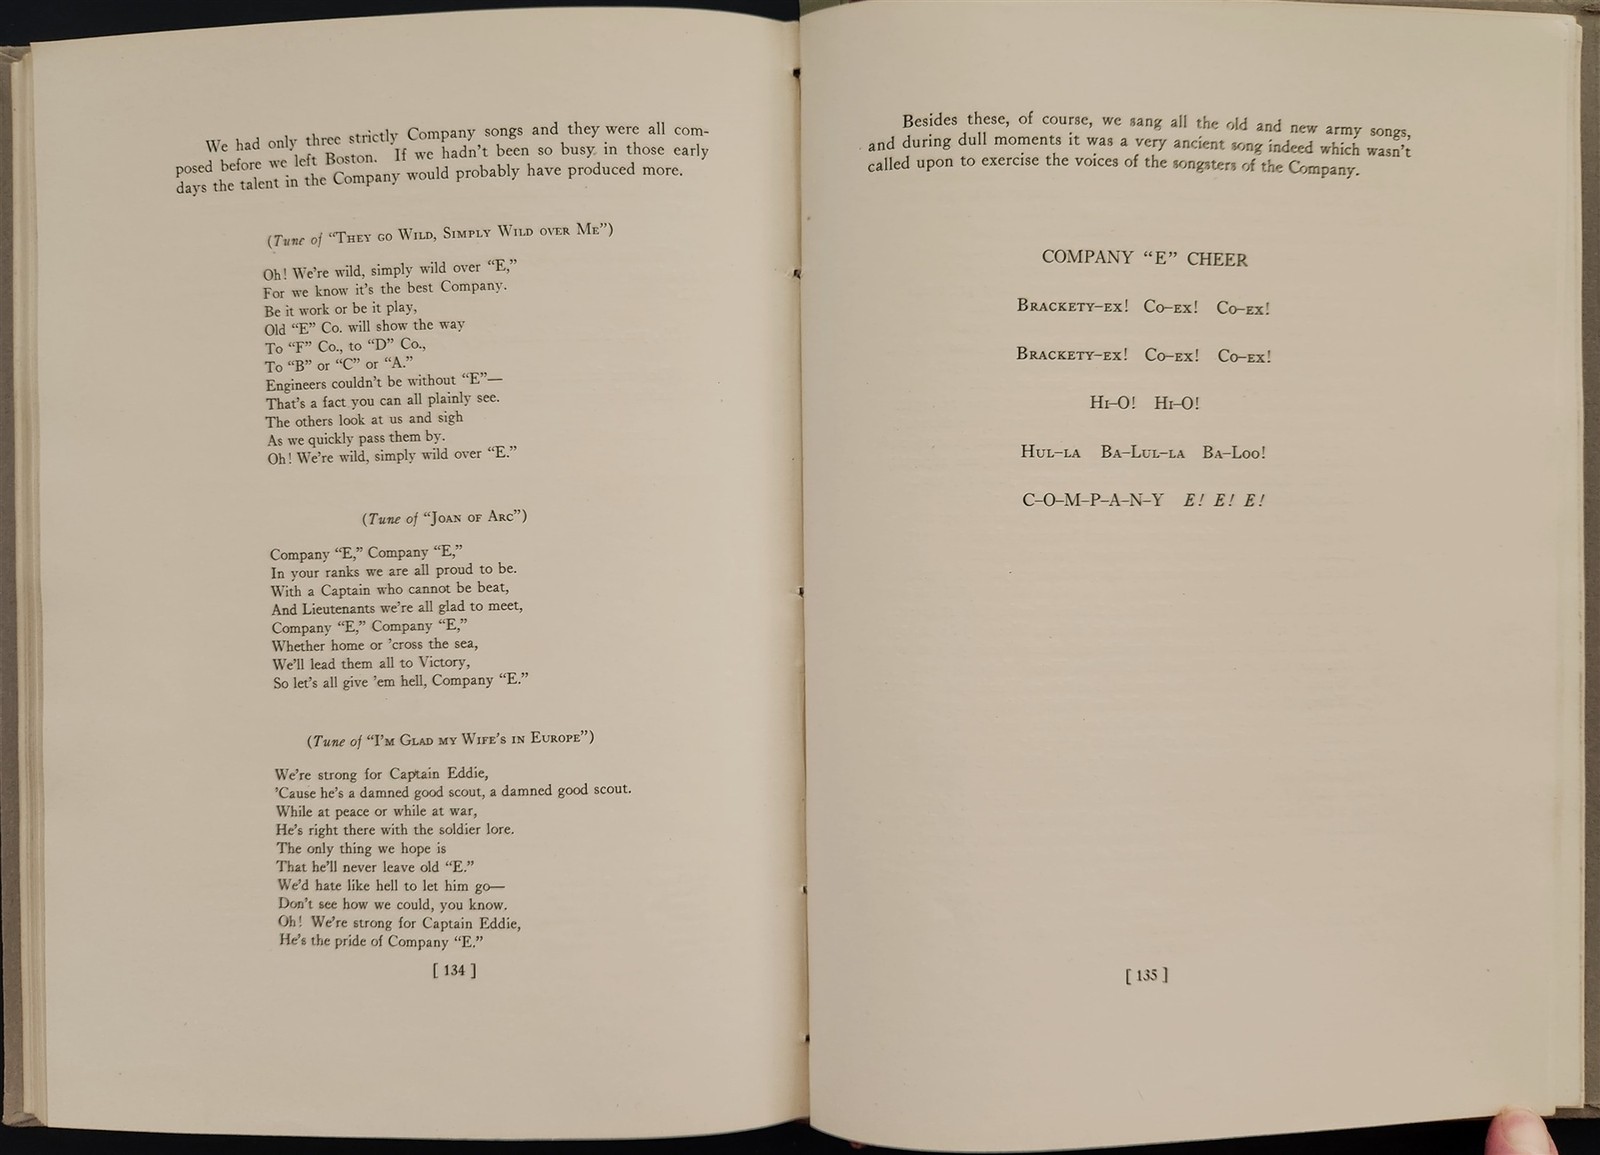 We had only three strictly Company songs and they were all com-
posed before we left Boston. If we hadn't been so busy in those early
days the talent in the Company would probably have produced more.
(Tune of “They go Wild, Simply Wild over Me”)
Oh! We're wild, simply wild over “E,”
For we know it's the best Company.
Be it work or be it play,
Old “E” Co. will show the way
To “F” Co., to “D” Co.,
To “B” or “C” or “A.”
Engineers couldn't be without “E”—
That's a fact you can all plainly see.
The others look at us and sigh
As we quickly pass them by.
Oh! We're wild, simply wild over “E.”
(Tune of “Joan of Arc”)
Company “E,” Company “E,”
In your ranks we are all proud to be.
With a Captain who cannot be beat,
And Lieutenants we're all glad to meet,
Company “E,” Company “E,”
Whether home or 'cross the sea,
We'll lead them all to Victory,
So let's all give 'em hell, Company “E.”
(Tune of “I'm Glad my Wife's in Europe”)
We're strong for Captain Eddie,
'Cause he's a damned good scout, a damned good scout.
While at peace or while at war,
He's right there with the soldier lore.
The only thing we hope is
That he'll never leave old “E.”
We'd hate like hell to let him go—
Don't see how we could, you know.
Oh! We're strong for Captain Eddie,
He's the pride of Company “E.”
[ 134 ]
Besides these, of course, we sang all the old and new army songs,
and during dull moments it was a very ancient song indeed which wasn't
called upon to exercise the voices of the songsters of the Company.
COMPANY “E” CHEER
Brackety–ex! Co–ex! Co–ex!
Brackety–ex! Co–ex! Co–ex!
Hi–O! Hi–O!
Hul–la Ba–Lul–la Ba–Loo!
C–O–M–P–A–N–Y E! E! E!
[ 135 ]